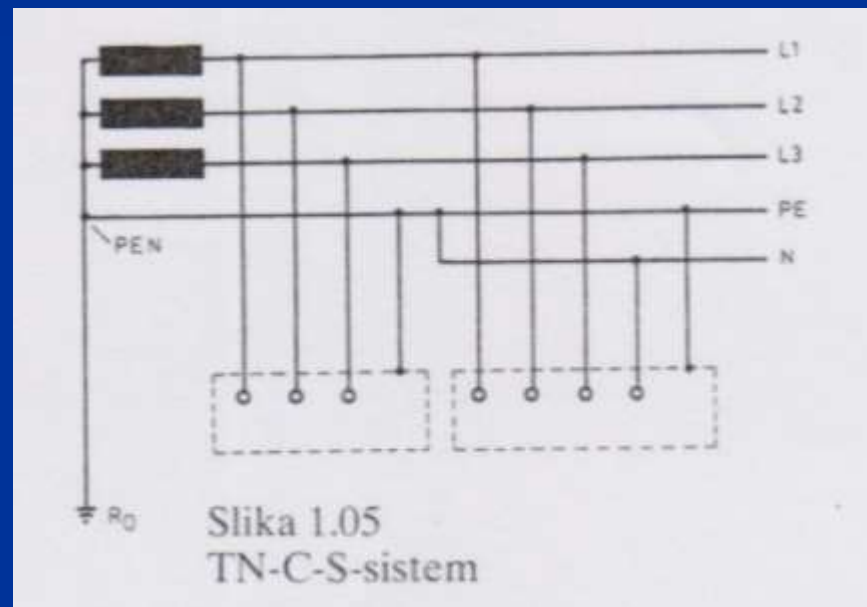 L1
L2
L3
PE
PEN
N
R0
Slika 1.05
TN-C-S-sistem